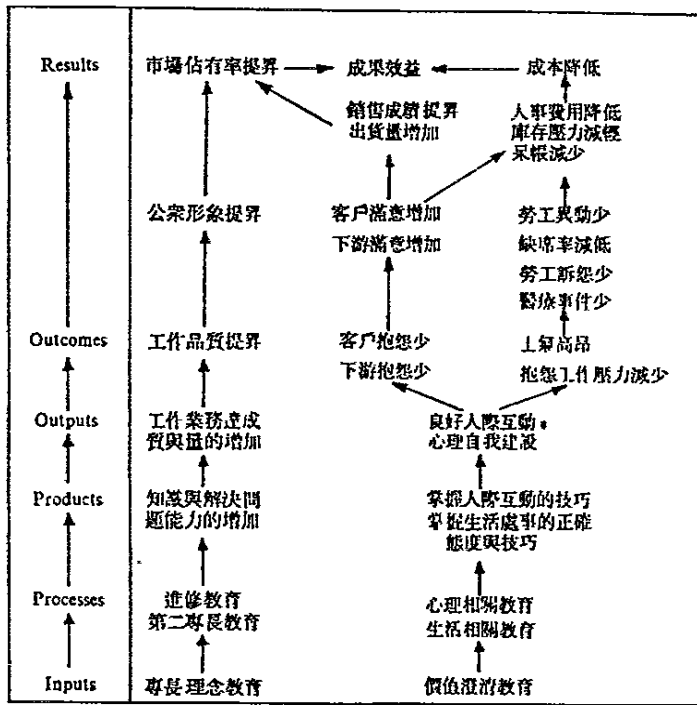 Results
市場佔有率提昇
成果效益
成本降低
銷售成績提昇
出貨量增加
人事費用降低
庫存壓力減輕
呆帳減少
公衆形象提昇
客戶滿意增加
下游滿意增加
勞工異動少
缺席率減低
勞工訴怨少
醫療事件少
Outcomes
工作品質提昇
客戶抱怨少
下游抱怨少
士氣高昂
抱怨工作壓力減少
Outputs
工作業務達成
質與量的增加
良好人際互動
心理自我建設
Products
知識與解決問
題能力的增加
掌握人際互動的技巧
掌握生活處事的正確
態度與技巧
Processes
進修教育
第二專長教育
心理相關教育
生活相關教育
Inputs
專長理念教育
價值澄清教育